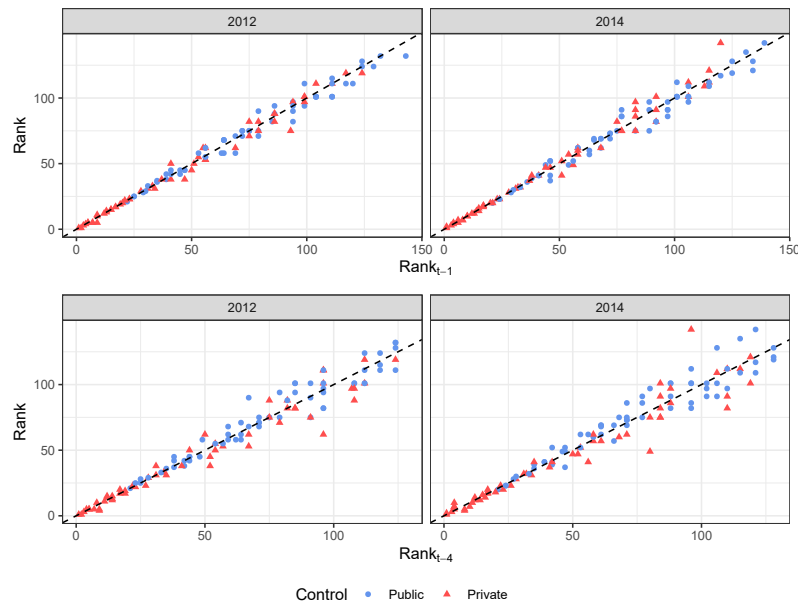 2012 2014
100
50
0
Rank
0 50 100 150 0 50 100 150
Rank_{t−1}
2012 2014
100
50
0
Rank
0 50 100 0 50 100
Rank_{t−4}
Control Public Private